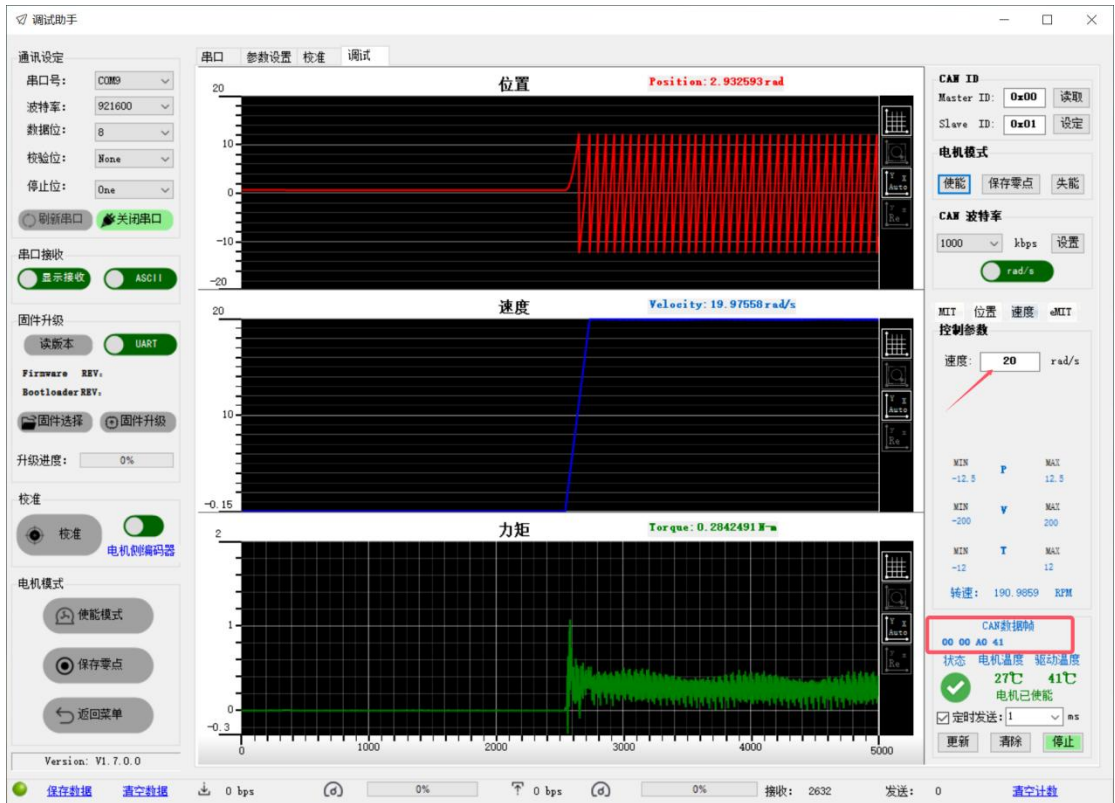 调试助手
通讯设定
串口号: COM9
波特率: 921600
数据位: 8
校验位: None
停止位: One
刷新串口 关闭串口
串口接收
显示接收 ASCII
固件升级
读版本 UART
Firmware REV:
Bootloader REV:
固件选择 固件升级
升级进度: 0%
校准
校准
电机侧编码器
电机模式
使能模式
保存零点
返回菜单
Version: V1.7.0.0
串口 参数设置 校准 调试
位置 Position:2.932593rad
20
10
0
-10
-20
Y X
Auto
Y x
Re
速度 Velocity:19.97558rad/s
20
10
-0.15
Y X
Auto
Y x
Re
力矩 Torque:0.2842491N-m
2
1
0
-0.3
Y X
Auto
Y x
Re
0 1000 2000 3000 4000 5000
CAN ID
Master ID: 0x00 读取
Slave ID: 0x01 设定
电机模式
使能 保存零点 失能
CAN 波特率
1000 kbps 设置
rad/s
MIT 位置 速度 eMIT
控制参数
速度: 20 rad/s
MIN P MAX
-12.5 12.5
MIN V MAX
-200 200
MIN T MAX
-12 12
转速: 190.9859 RPM
CAN数据帧
00 00 A0 41
状态 电机温度 驱动温度
27℃ 41℃
电机已使能
定时发送: 1 ms
更新 清除 停止
保存数据 清空数据 0 bps 0% 0 bps 0% 接收: 2632 发送: 0 清空计数